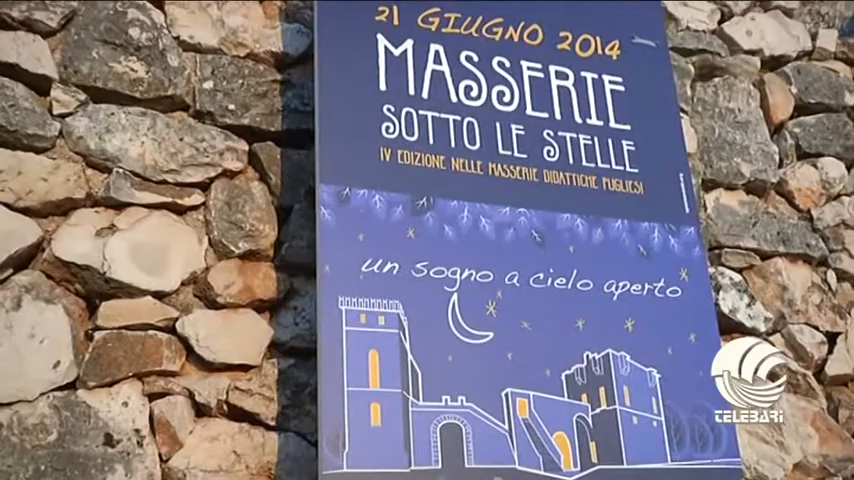 21 GIUGNO 2014
MASSERIE
SOTTO LE STELLE
IV EDIZIONE NELLE MASSERIE DIDATTICHE PUGLIESI
un sogno a cielo aperto
TELEBARI